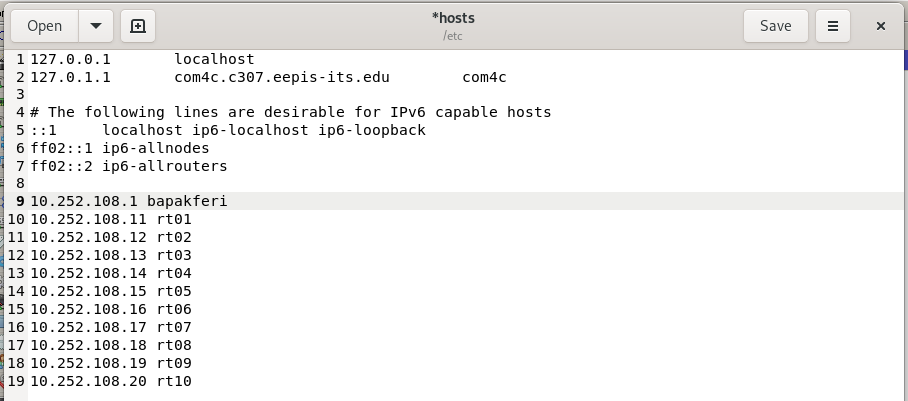 Open
*hosts
/etc
Save
1 127.0.0.1 localhost
2 127.0.1.1 com4c.c307.eepis-its.edu com4c
3
4 # The following lines are desirable for IPv6 capable hosts
5 ::1 localhost ip6-localhost ip6-loopback
6 ff02::1 ip6-allnodes
7 ff02::2 ip6-allrouters
8
9 10.252.108.1 bapakferi
10 10.252.108.11 rt01
11 10.252.108.12 rt02
12 10.252.108.13 rt03
13 10.252.108.14 rt04
14 10.252.108.15 rt05
15 10.252.108.16 rt06
16 10.252.108.17 rt07
17 10.252.108.18 rt08
18 10.252.108.19 rt09
19 10.252.108.20 rt10